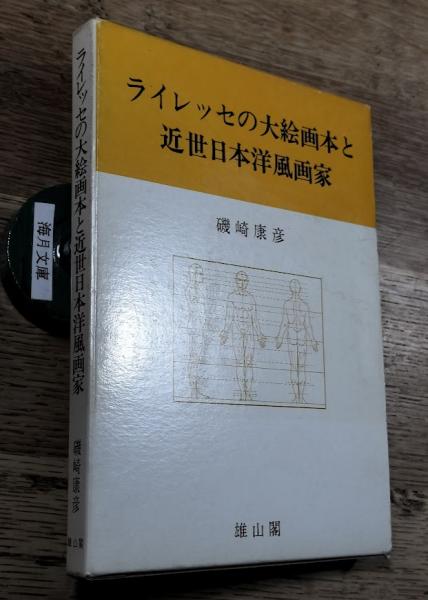 ライレッセの大絵画本と
近世日本洋風画家
磯崎康彦
雄山閣
ライレッセの大絵画本と近世日本洋風画家
磯崎康彦
雄山閣
海月文庫